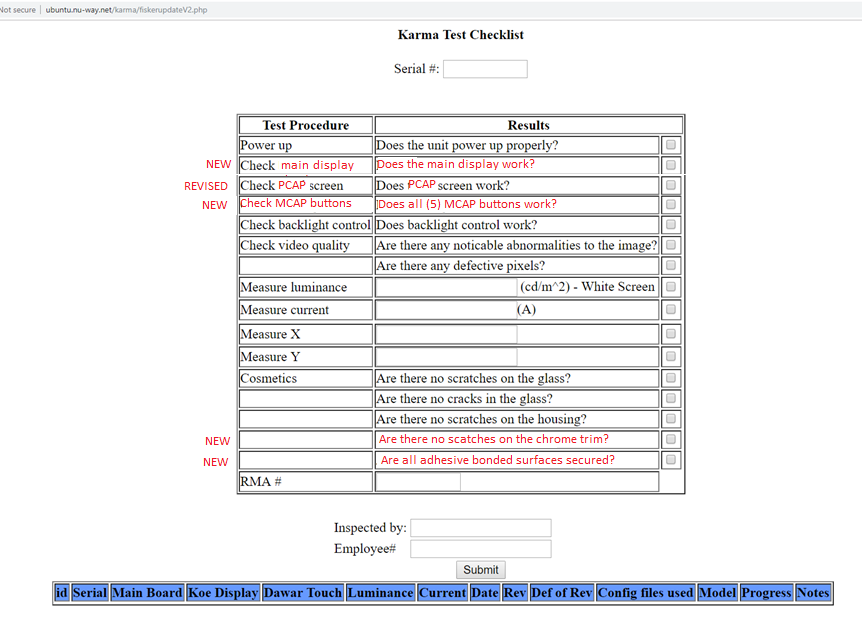 Not secure | ubuntu.nu-way.net/karma/fiskerupdateV2.php
Karma Test Checklist
Serial #:
Test Procedure Results
Power up Does the unit power up properly?
NEW Check main display Does the main display work?
REVISED Check PCAP screen Does PCAP screen work?
NEW Check MCAP buttons Does all (5) MCAP buttons work?
Check backlight control Does backlight control work?
Check video quality Are there any noticable abnormalities to the image?
Are there any defective pixels?
Measure luminance (cd/m^2) - White Screen
Measure current (A)
Measure X
Measure Y
Cosmetics Are there no scratches on the glass?
Are there no cracks in the glass?
Are there no scratches on the housing?
NEW Are there no scatches on the chrome trim?
NEW Are all adhesive bonded surfaces secured?
RMA #
Inspected by:
Employee#
Submit
id Serial Main Board Koe Display Dawar Touch Luminance Current Date Rev Def of Rev Config files used Model Progress Notes